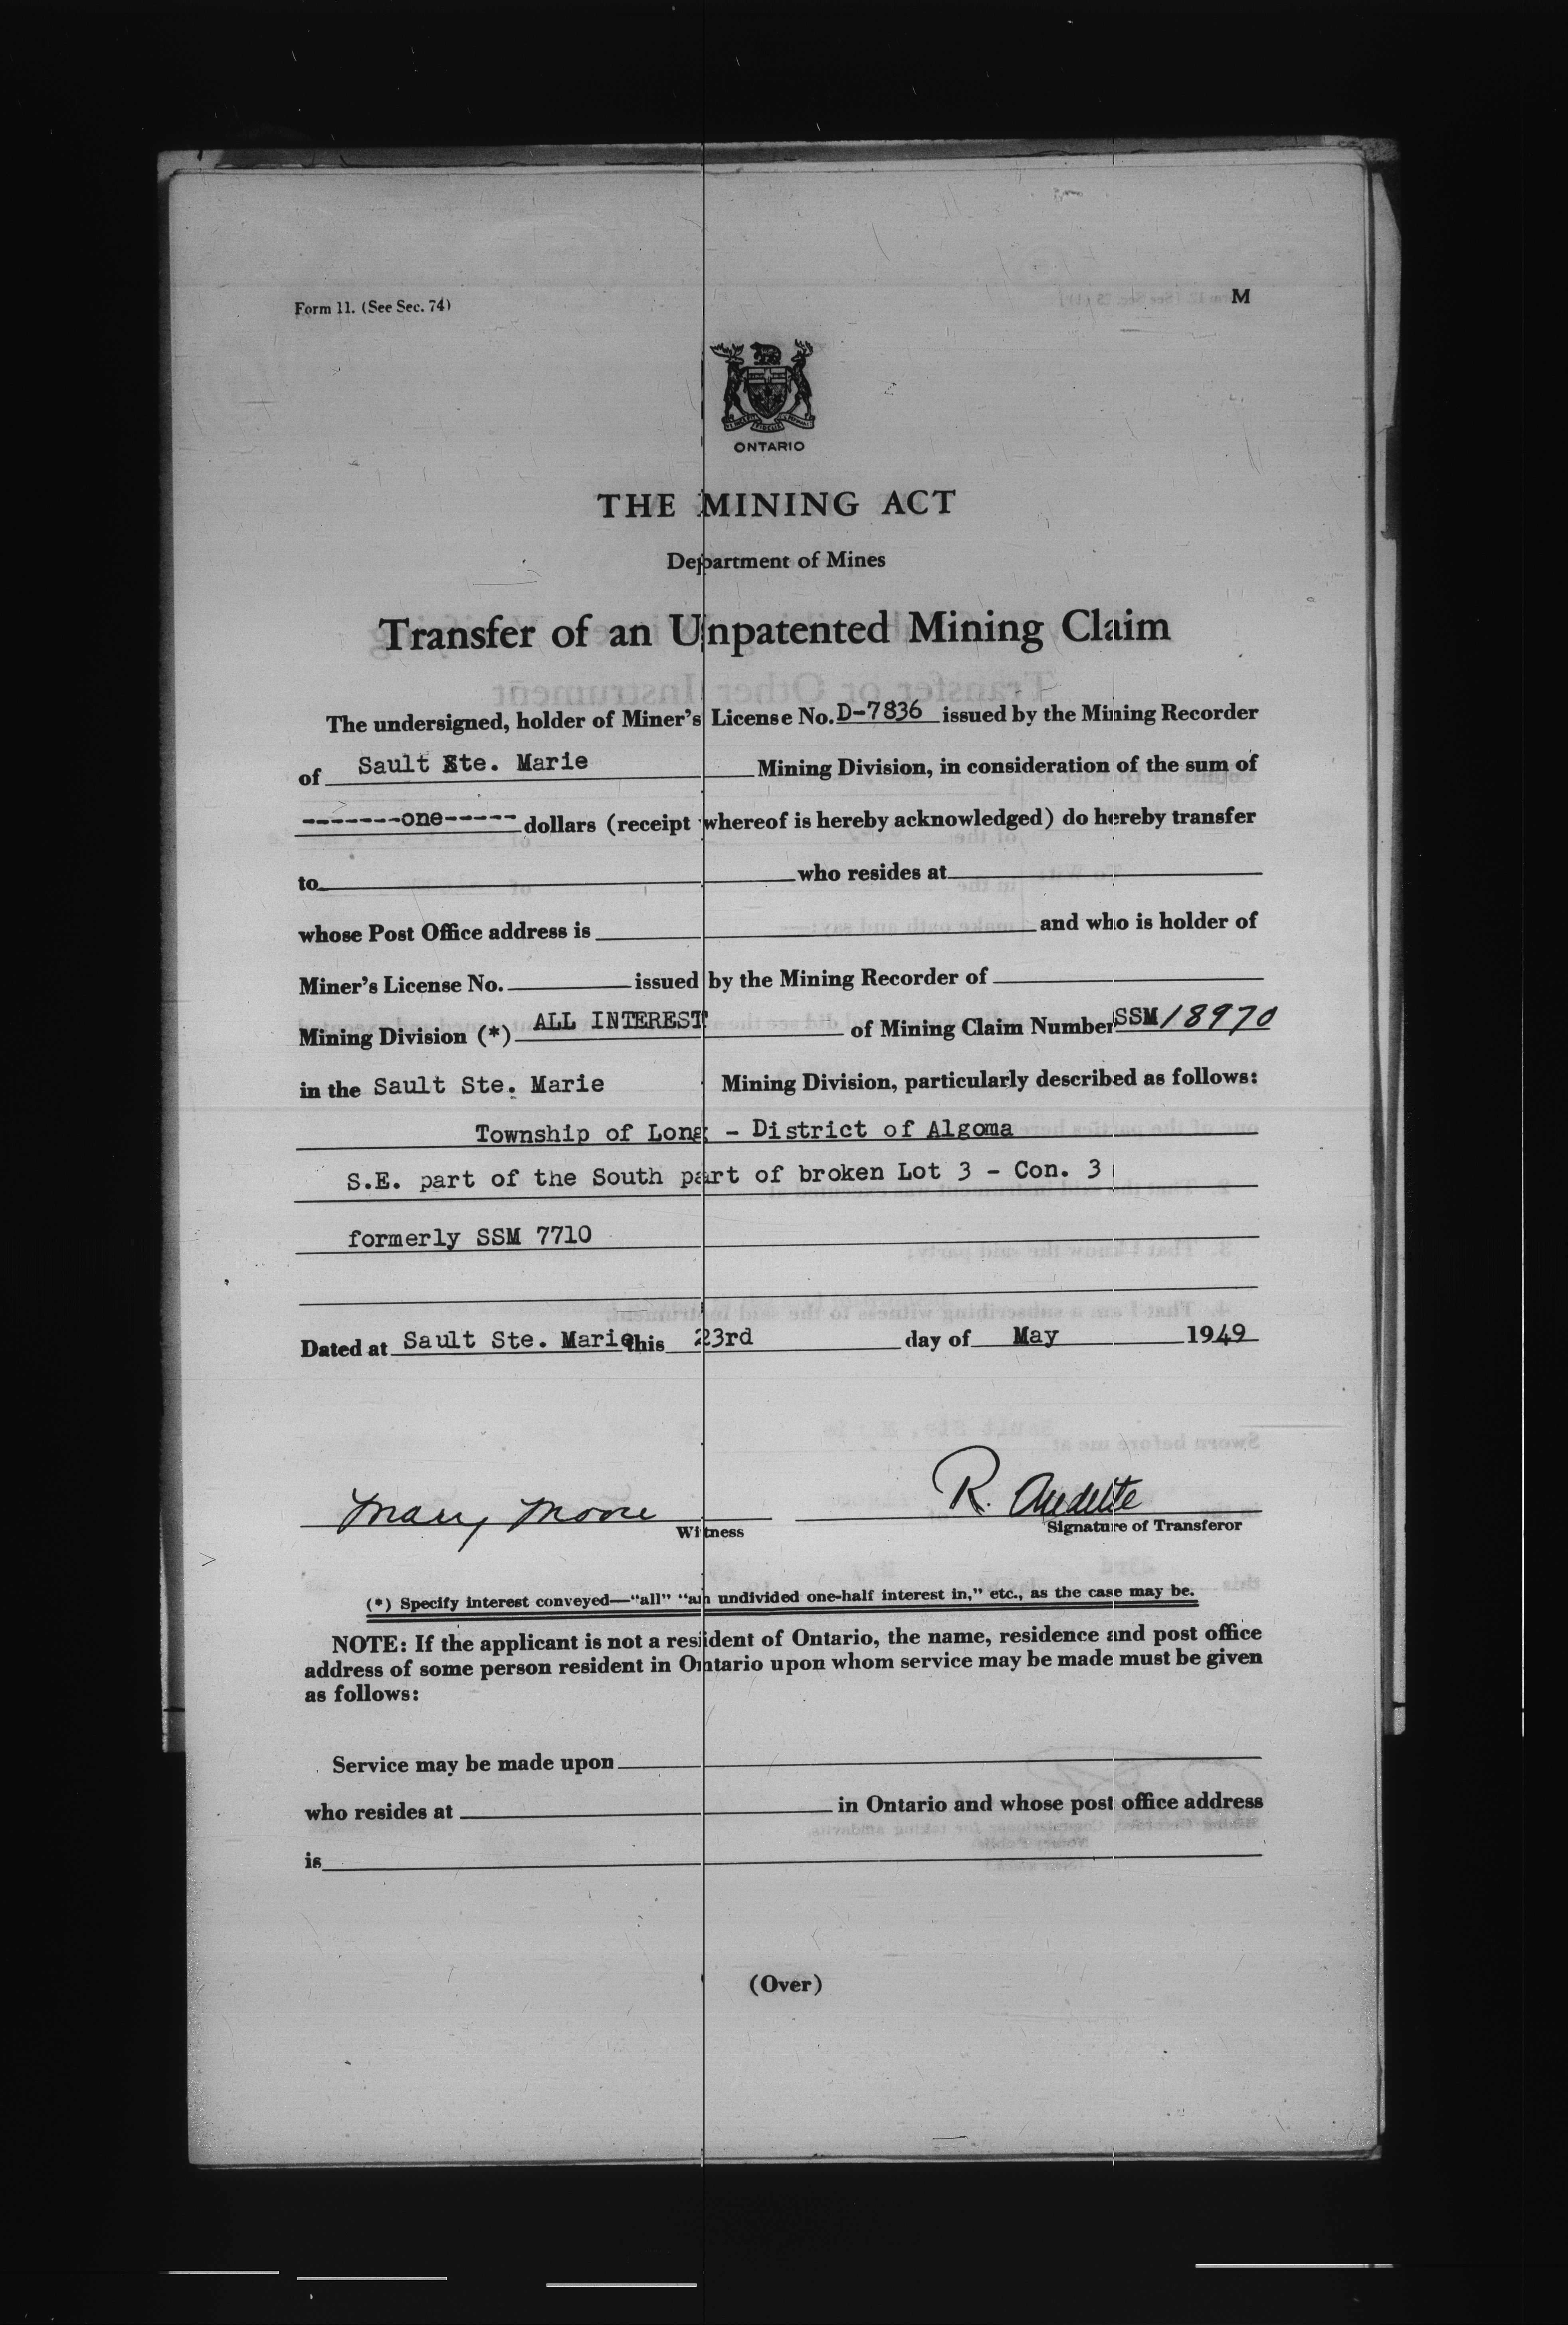 Form 11. (See Sec. 74)
M
ONTARIO
THE MINING ACT
Department of Mines
Transfer of an Unpatented Mining Claim
The undersigned, holder of Miner's License No. D-7836 issued by the Mining Recorder
of Sault Ste. Marie Mining Division, in consideration of the sum of
-------one----- dollars (receipt whereof is hereby acknowledged) do hereby transfer
to who resides at
whose Post Office address is and who is holder of
Miner's License No. issued by the Mining Recorder of
Mining Division (*) ALL INTEREST of Mining Claim Number SSM 18970
in the Sault Ste. Marie Mining Division, particularly described as follows:
Township of Long - District of Algoma
S.E. part of the South part of broken Lot 3 - Con. 3
formerly SSM 7710
Dated at Sault Ste. Marie this 23rd day of May 1949
Mary Moore R. Audette
Witness Signature of Transferor
(*) Specify interest conveyed—"all" "an undivided one-half interest in," etc., as the case may be.
NOTE: If the applicant is not a resident of Ontario, the name, residence and post office
address of some person resident in Ontario upon whom service may be made must be given
as follows:
Service may be made upon
who resides at in Ontario and whose post office address
is
(Over)